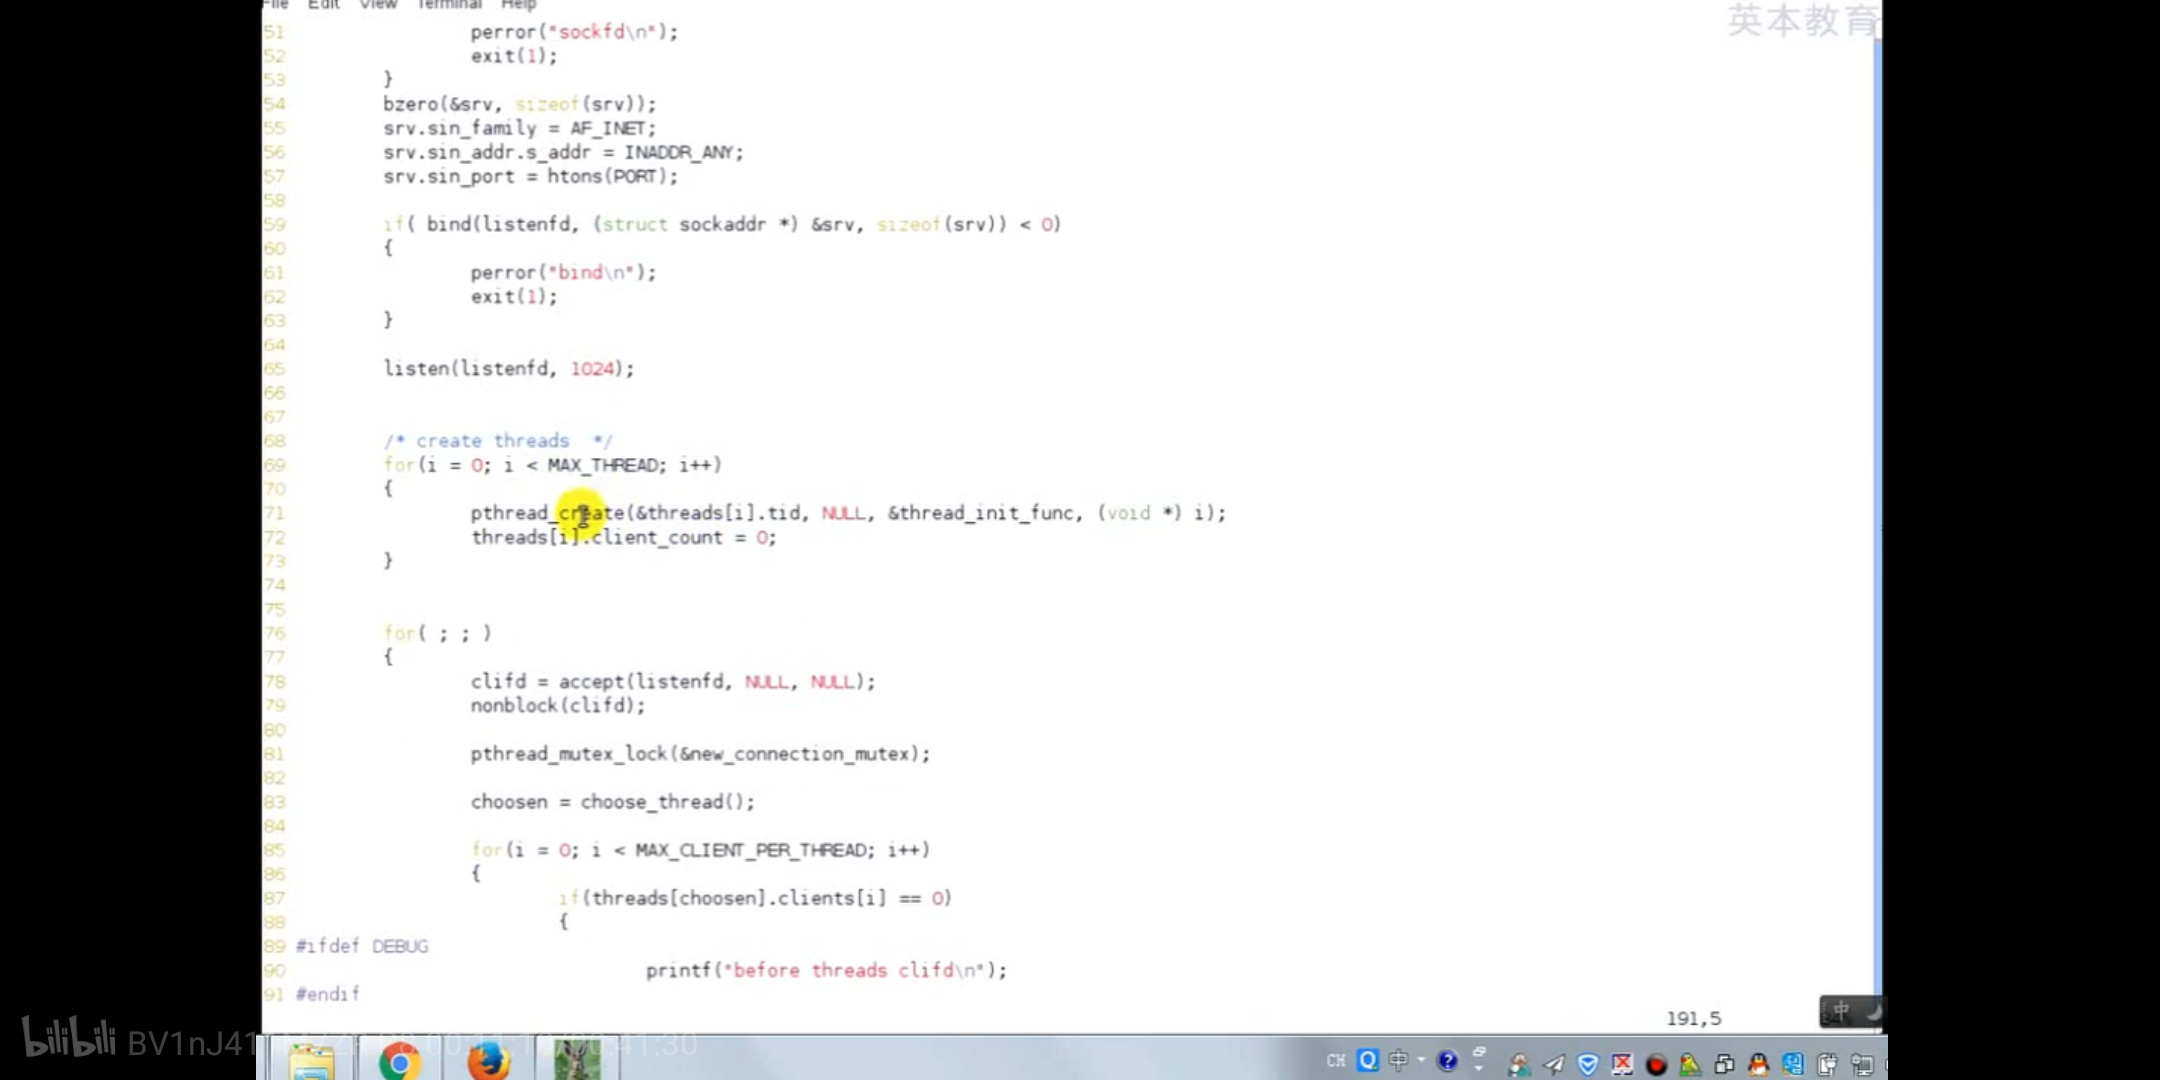 File Edit View Terminal Help
英本教育
51 perror("sockfd\n");
52 exit(1);
53 }
54 bzero(&srv, sizeof(srv));
55 srv.sin_family = AF_INET;
56 srv.sin_addr.s_addr = INADDR_ANY;
57 srv.sin_port = htons(PORT);
58
59 if( bind(listenfd, (struct sockaddr *) &srv, sizeof(srv)) < 0)
60 {
61 perror("bind\n");
62 exit(1);
63 }
64
65 listen(listenfd, 1024);
66
67
68 /* create threads */
69 for(i = 0; i < MAX_THREAD; i++)
70 {
71 pthread_create(&threads[i].tid, NULL, &thread_init_func, (void *) i);
72 threads[i].client_count = 0;
73 }
74
75
76 for( ; ; )
77 {
78 clifd = accept(listenfd, NULL, NULL);
79 nonblock(clifd);
80
81 pthread_mutex_lock(&new_connection_mutex);
82
83 choosen = choose_thread();
84
85 for(i = 0; i < MAX_CLIENT_PER_THREAD; i++)
86 {
87 if(threads[choosen].clients[i] == 0)
88 {
89 #ifdef DEBUG
90 printf("before threads clifd\n");
91 #endif
191,5
中
bilibili BV1nJ41
41:30
CH 中